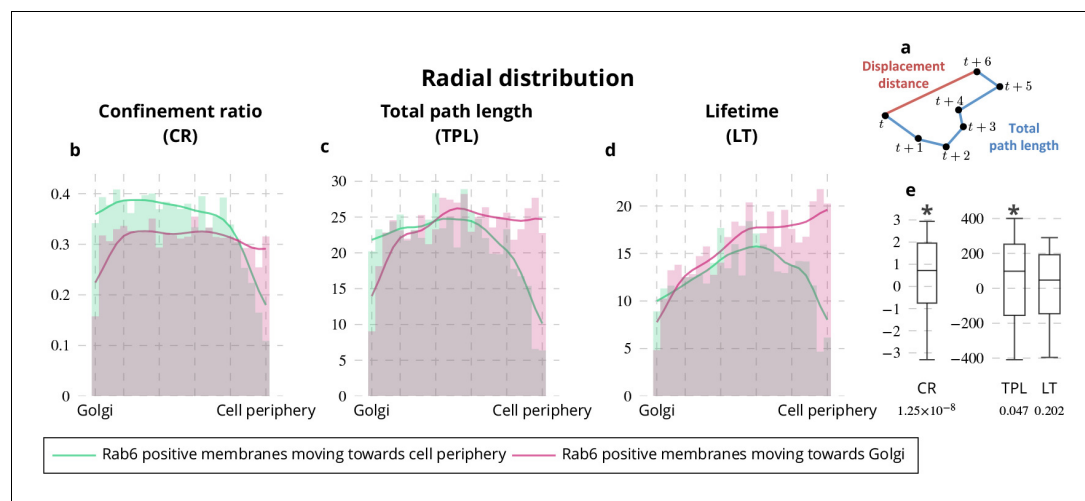 Radial distribution
a
Displacement
distance
t + 6
t + 5
t + 4
t
t + 3
t + 1
t + 2
Total
path length
Confinement ratio
(CR)
b
0.4
0.3
0.2
0.1
0
Golgi
Cell periphery
Total path length
(TPL)
c
30
25
20
15
10
5
0
Golgi
Cell periphery
Lifetime
(LT)
d
20
15
10
5
0
Golgi
Cell periphery
e
*
3
2
1
0
−1
−2
−3
CR
1.25×10⁻⁸
*
400
200
0
−200
−400
TPL LT
0.047 0.202
Rab6 positive membranes moving towards cell periphery
Rab6 positive membranes moving towards Golgi